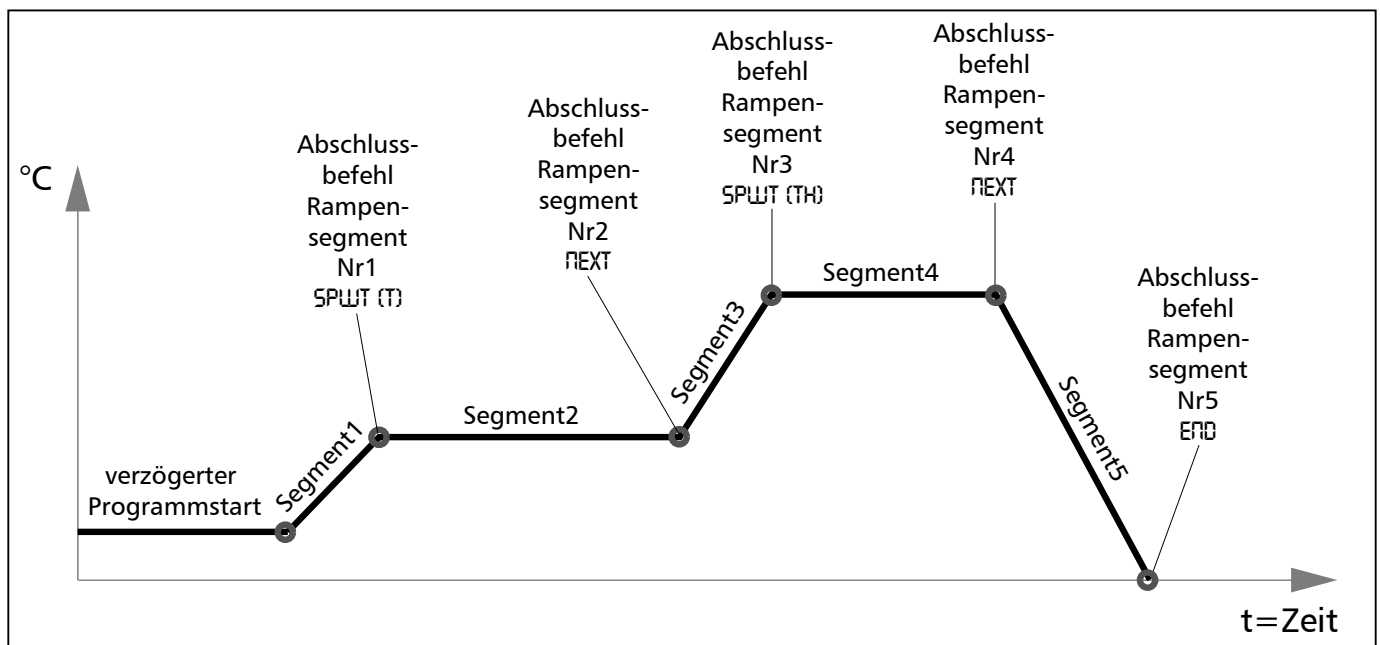 °C
verzögerter
Programmstart
Segment1
Abschluss-
befehl
Rampen-
segment
Nr1
SPWT (T)
Segment2
Abschluss-
befehl
Rampen-
segment
Nr2
NEXT
Segment3
Abschluss-
befehl
Rampen-
segment
Nr3
SPWT (TH)
Segment4
Abschluss-
befehl
Rampen-
segment
Nr4
NEXT
Segment5
Abschluss-
befehl
Rampen-
segment
Nr5
END
t=Zeit